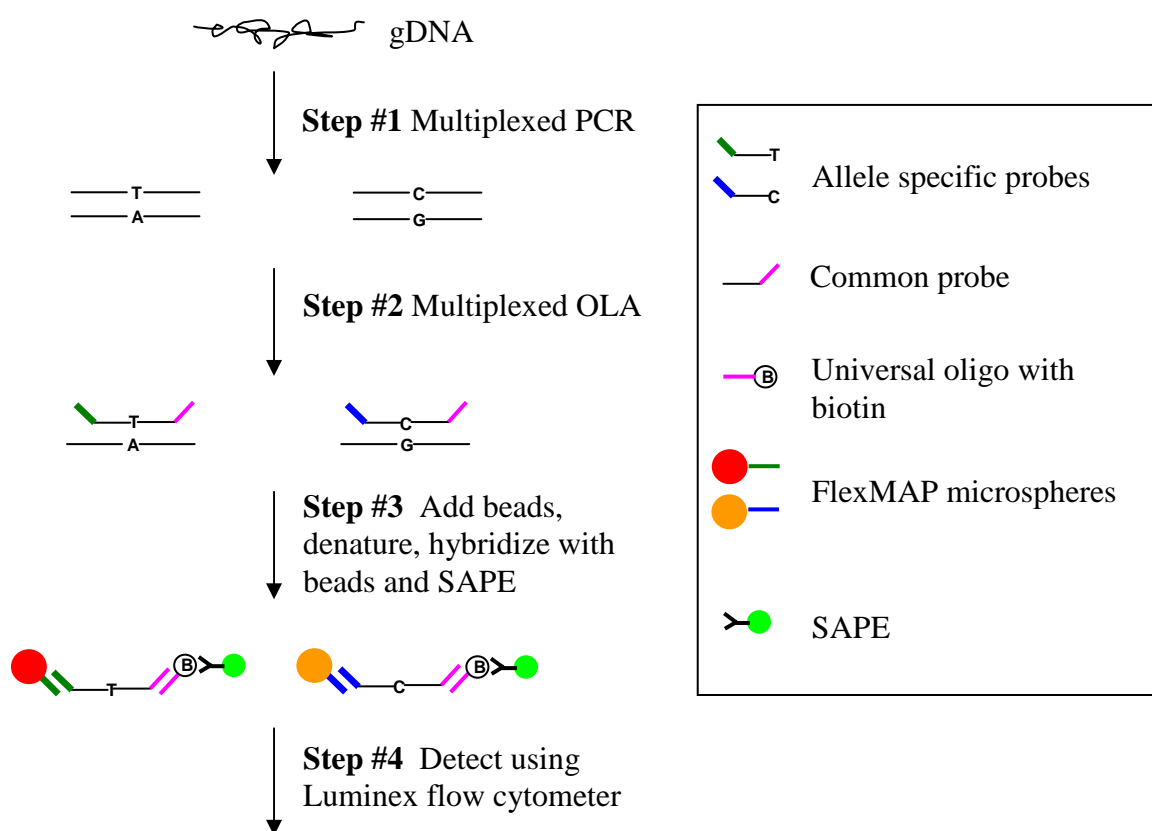 gDNA
Step #1 Multiplexed PCR
T
A
C
G
Step #2 Multiplexed OLA
T
A
C
G
Step #3 Add beads,
denature, hybridize with
beads and SAPE
B
T
B
C
Step #4 Detect using
Luminex flow cytometer
T
C
Allele specific probes
Common probe
B
Universal oligo with
biotin
FlexMAP microspheres
SAPE